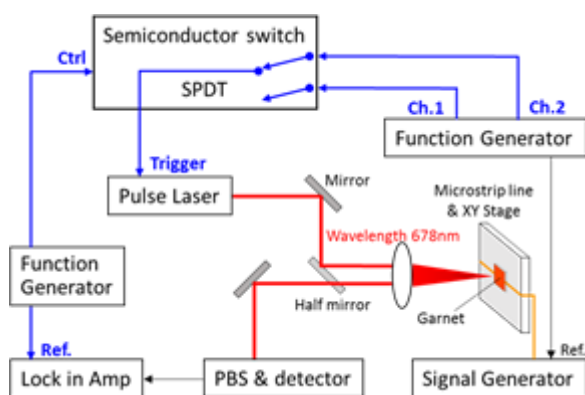 Semiconductor switch
Ctrl
SPDT
Ch.1
Ch.2
Function Generator
Trigger
Pulse Laser
Mirror
Microstrip line
& XY Stage
Wavelength 678nm
Function
Generator
Half mirror
Garnet
Ref.
Ref.
Lock in Amp
PBS & detector
Signal Generator